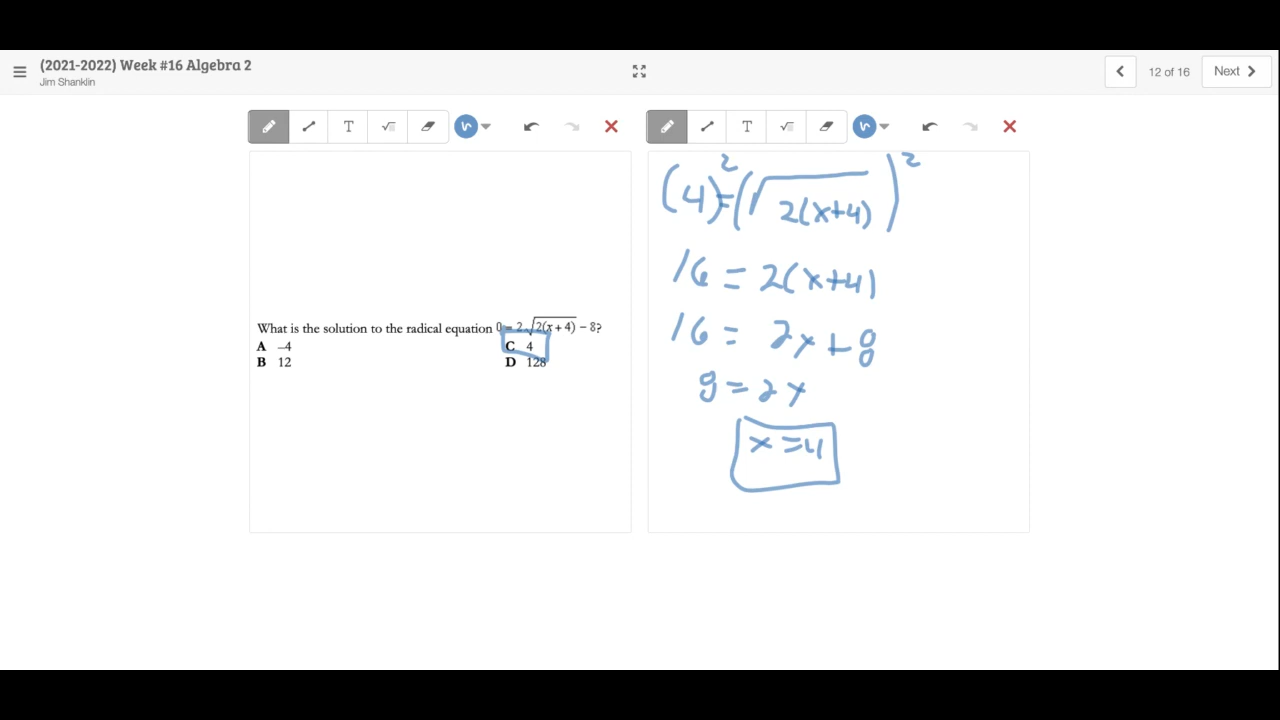 (2021-2022) Week #16 Algebra 2
Jim Shanklin
12 of 16
Next
T
T
What is the solution to the radical equation 0 = 2√2(x + 4) − 8?
A –4
C 4
B 12
D 128
(4)²=(√2(x+4))²
16 = 2(x+4)
16 = 2x+8
8 = 2x
x=4